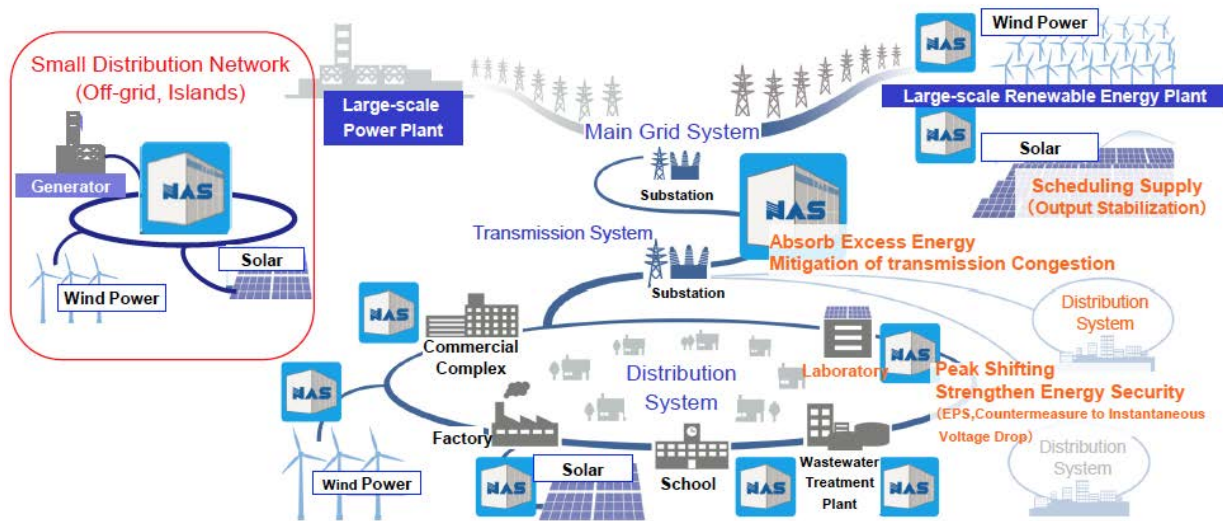 Small Distribution Network
(Off-grid, Islands)
NAS
Generator
Wind Power
Solar
Large-scale
Power Plant
Main Grid System
NAS
Wind Power
Large-scale Renewable Energy Plant
NAS
Solar
Scheduling Supply
(Output Stabilization)
Substation
NAS
Transmission System
Absorb Excess Energy
Mitigation of transmission Congestion
Substation
Distribution
System
NAS
Commercial
Complex
Laboratory
NAS
Peak Shifting
Strengthen Energy Security
(EPS,Countermeasure to Instantaneous
Voltage Drop)
Distribution
System
NAS
Wind Power
Factory
NAS
Solar
School
NAS
Wastewater
Treatment
Plant
NAS
Distribution
System